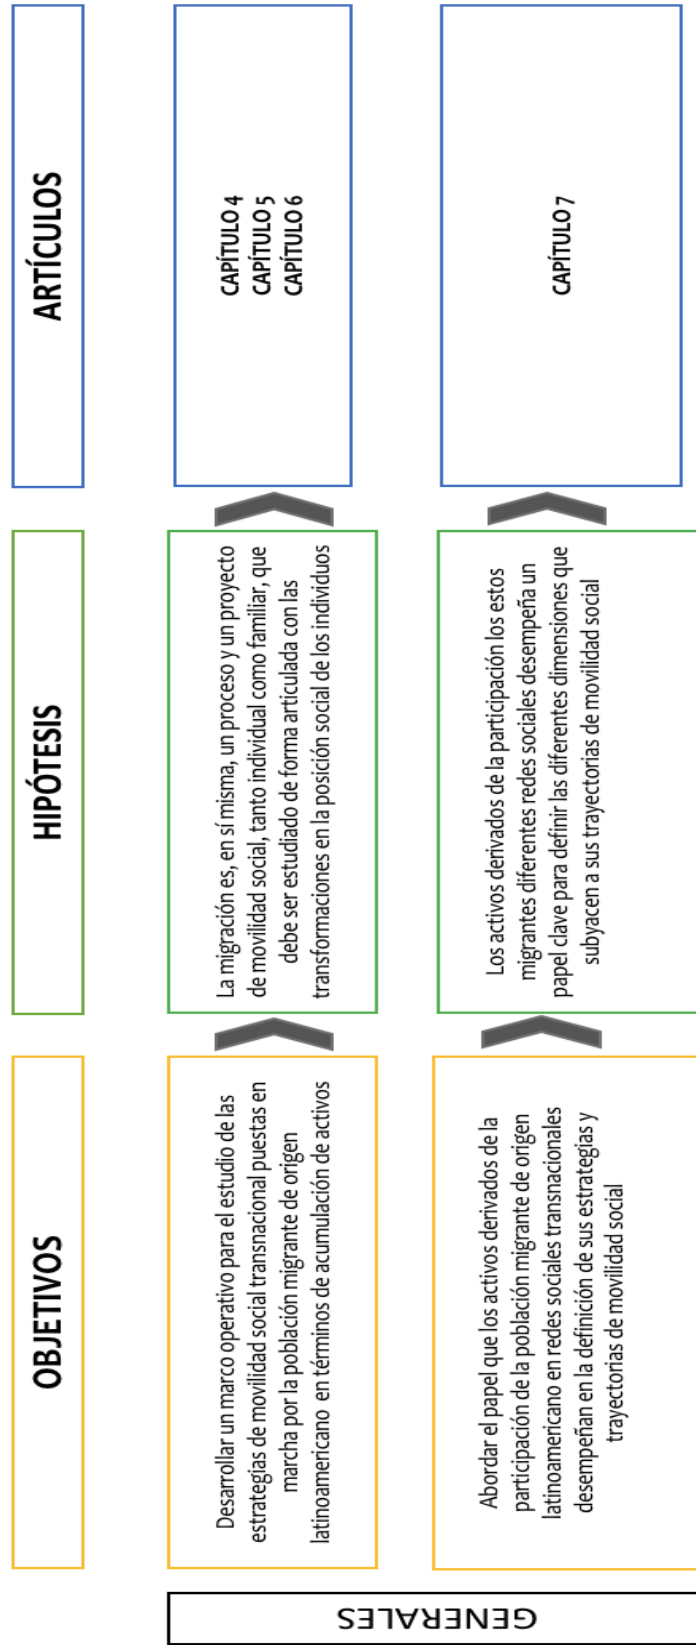 OBJETIVOS
HIPÓTESIS
ARTÍCULOS
GENERALES
Desarrollar un marco operativo para el estudio de las
estrategias de movilidad social transnacional puestas en
marcha por la población migrante de origen
latinoamericano en términos de acumulación de activos
La migración es, en sí misma, un proceso y un proyecto
de movilidad social, tanto individual como familiar, que
debe ser estudiado de forma articulada con las
transformaciones en la posición social de los individuos
CAPÍTULO 4
CAPÍTULO 5
CAPÍTULO 6
Abordar el papel que los activos derivados de la
participación de la población migrante de origen
latinoamericano en redes sociales transnacionales
desempeñan en la definición de sus estrategias y
trayectorias de movilidad social
Los activos derivados de la participación los estos
migrantes diferentes redes sociales desempeña un
papel clave para definir las diferentes dimensiones que
subyacen a sus trayectorias de movilidad social
CAPÍTULO 7